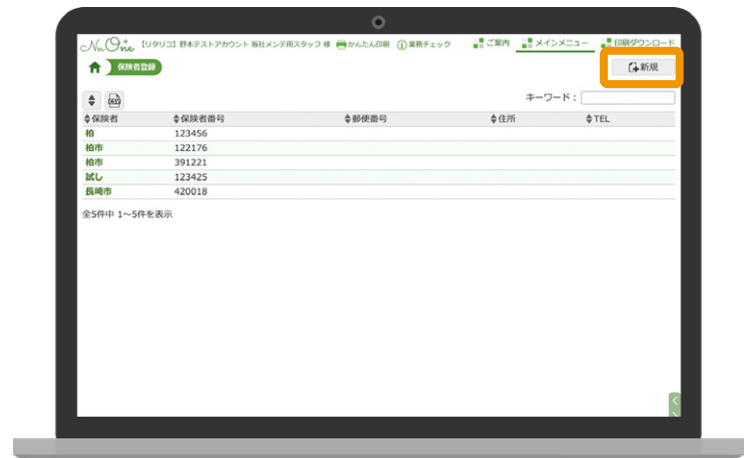 Nu One 【リタリコ】野本テストアカウント 販社メンテ用スタッフ 様 かんたん印刷 業務チェック ご案内 メインメニュー 印刷ダウンロード
保険者登録 新規
CSV キーワード：
保険者 保険者番号 郵便番号 住所 TEL
柏 123456
柏市 122176
柏市 391221
試し 123425
長崎市 420018
全5件中 1～5件を表示